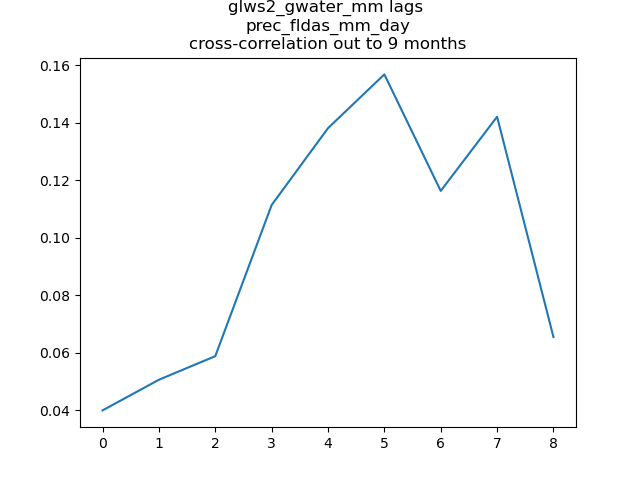 glws2_gwater_mm lags
prec_fldas_mm_day
cross-correlation out to 9 months
0.16
0.14
0.12
0.10
0.08
0.06
0.04
0 1 2 3 4 5 6 7 8